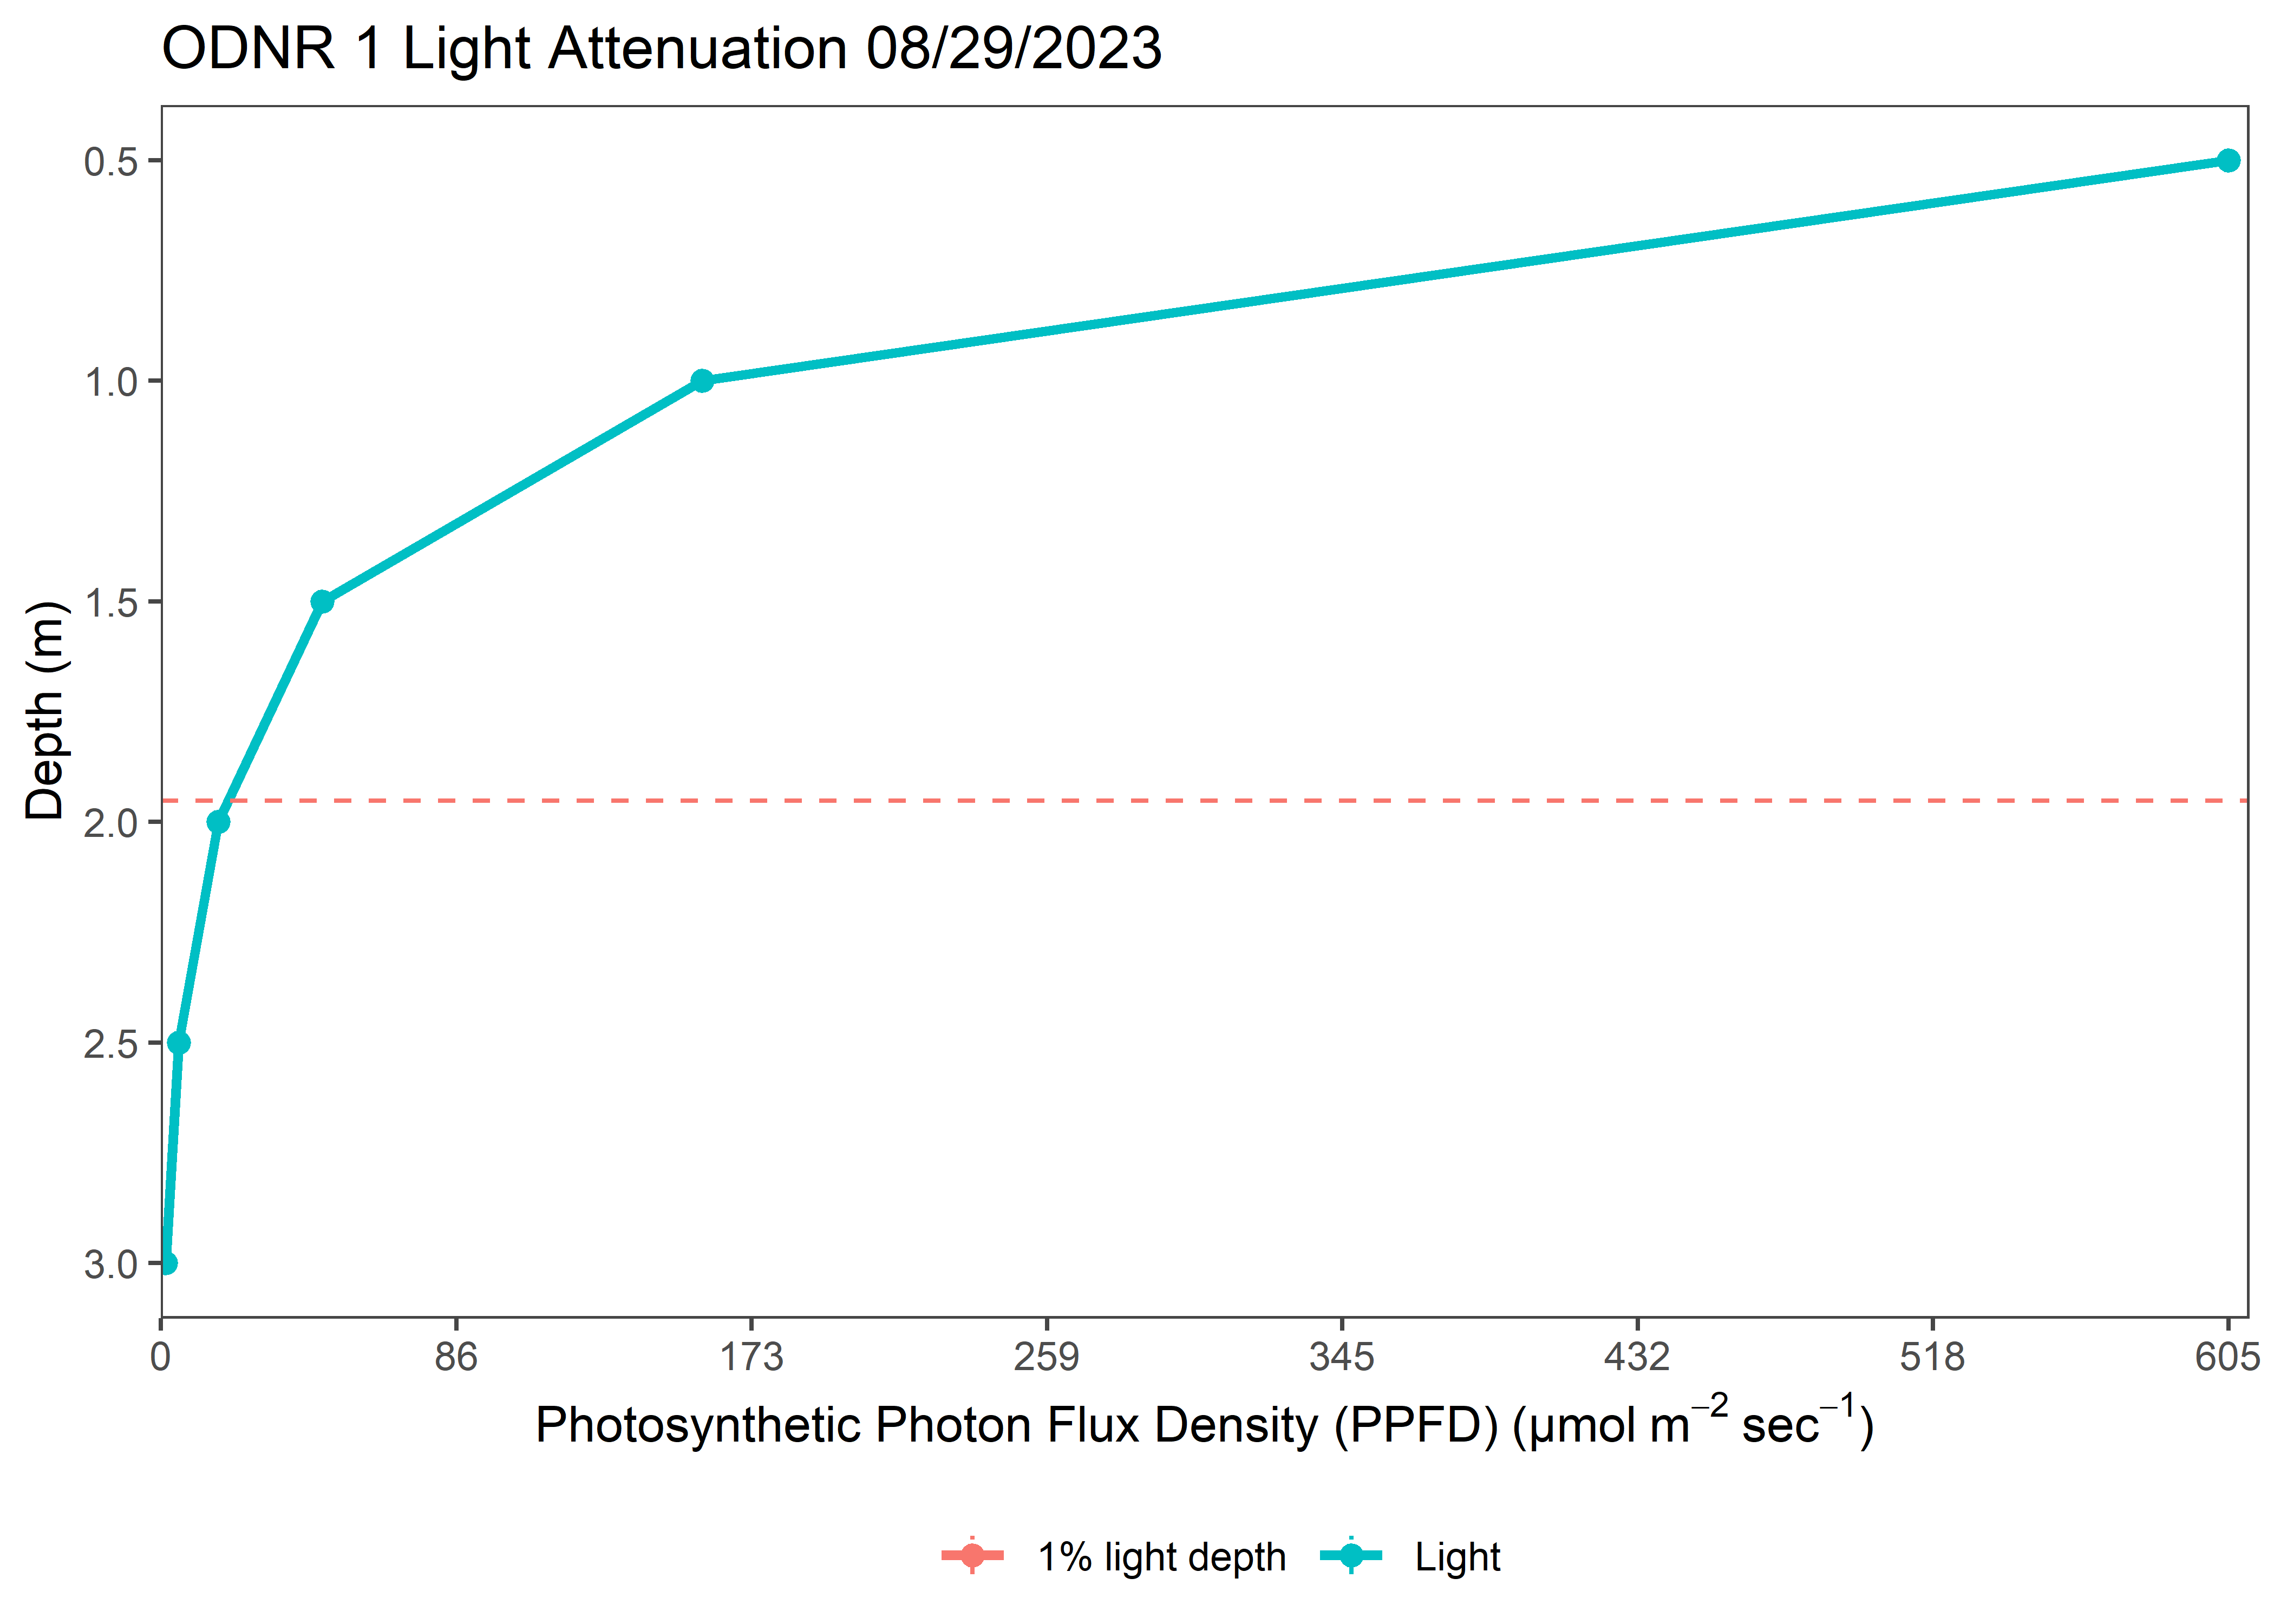 ODNR 1 Light Attenuation 08/29/2023
Depth (m)
0.5
1.0
1.5
2.0
2.5
3.0
0 86 173 259 345 432 518 605
Photosynthetic Photon Flux Density (PPFD) (µmol m⁻² sec⁻¹)
1% light depth Light